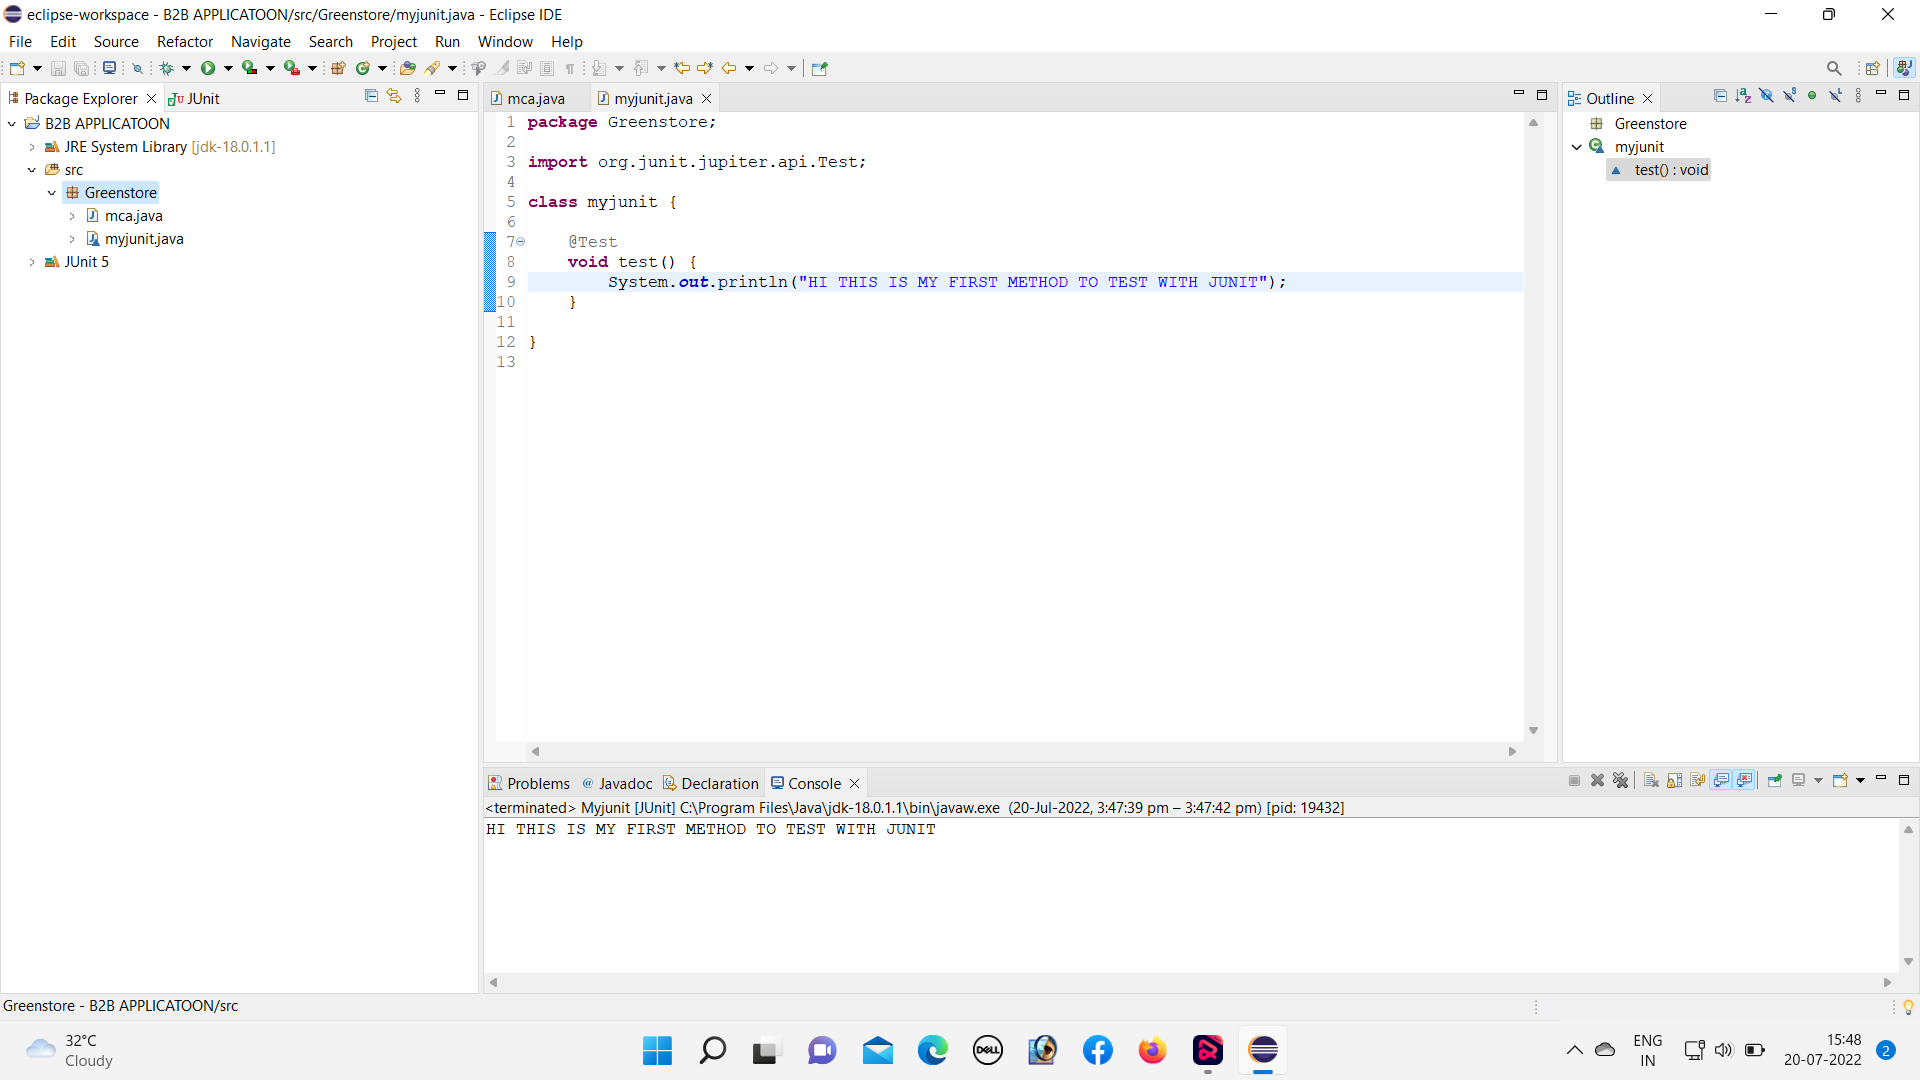 eclipse-workspace - B2B APPLICATOON/src/Greenstore/myjunit.java - Eclipse IDE
File Edit Source Refactor Navigate Search Project Run Window Help
Package Explorer JUnit
B2B APPLICATOON
JRE System Library [jdk-18.0.1.1]
src
Greenstore
mca.java
myjunit.java
JUnit 5
mca.java myjunit.java
1 package Greenstore;
2
3 import org.junit.jupiter.api.Test;
4
5 class myjunit {
6
7 @Test
8 void test() {
9 System.out.println("HI THIS IS MY FIRST METHOD TO TEST WITH JUNIT");
10 }
11
12 }
13
Outline
Greenstore
myjunit
test() : void
Problems Javadoc Declaration Console
<terminated> Myjunit [JUnit] C:\Program Files\Java\jdk-18.0.1.1\bin\javaw.exe (20-Jul-2022, 3:47:39 pm – 3:47:42 pm) [pid: 19432]
HI THIS IS MY FIRST METHOD TO TEST WITH JUNIT
Greenstore - B2B APPLICATOON/src
32°C
Cloudy
DELL
ENG
IN
15:48
20-07-2022
2